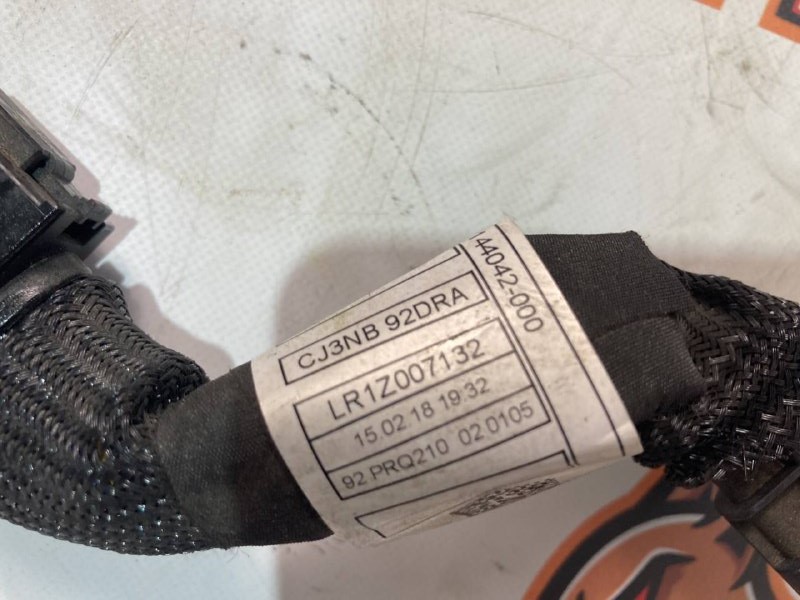 44042-000
CJ3NB 92DRA
LR1Z007132
15.02.18 19:32
92 PRQ210 02 0105